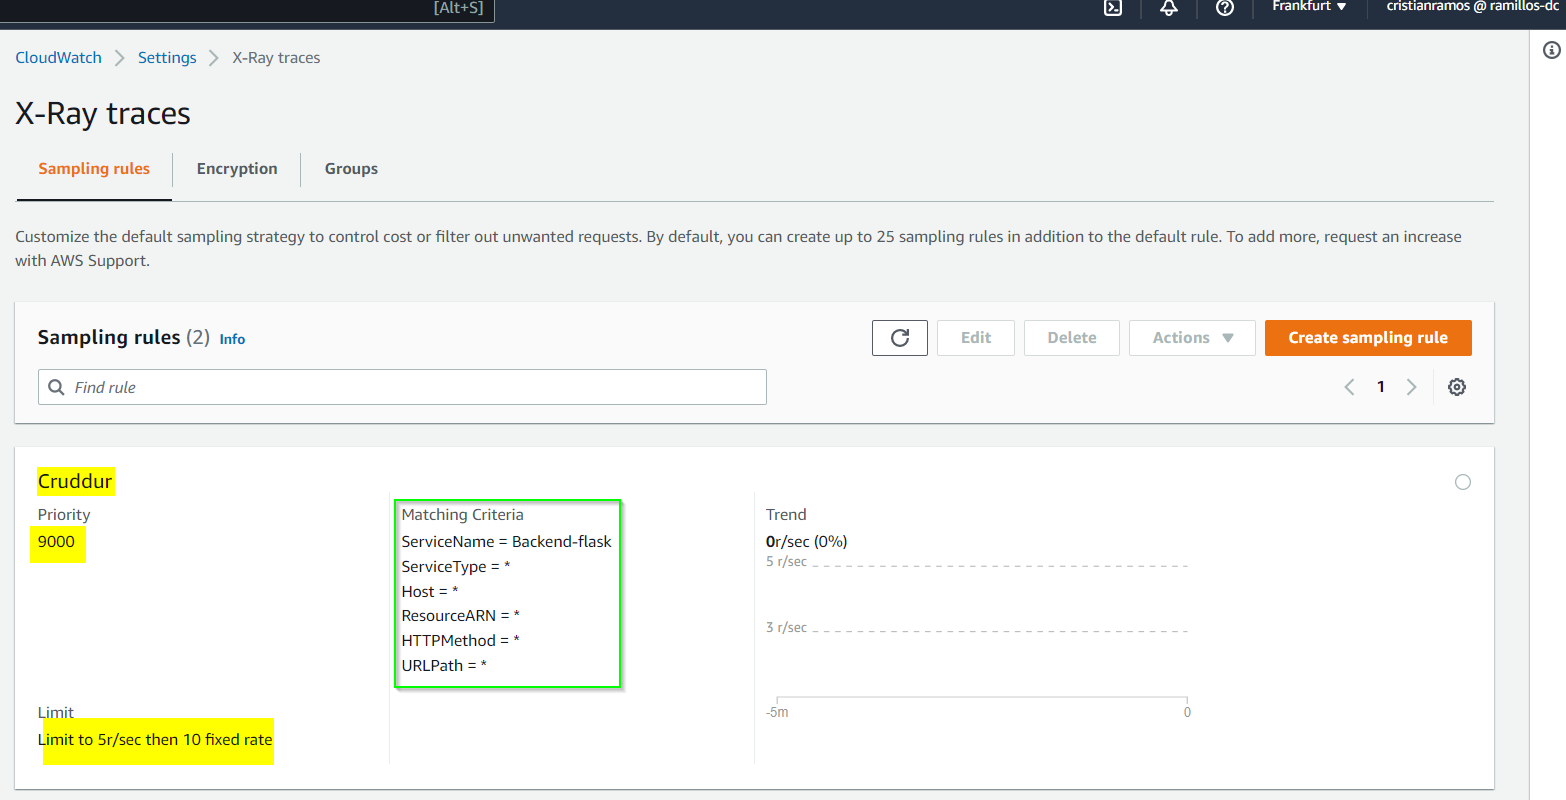 [Alt+S]
Frankfurt
cristianramos @ ramillos-dc
CloudWatch
Settings
X-Ray traces
X-Ray traces
Sampling rules
Encryption
Groups
Customize the default sampling strategy to control cost or filter out unwanted requests. By default, you can create up to 25 sampling rules in addition to the default rule. To add more, request an increase
with AWS Support.
Sampling rules (2) Info
Edit
Delete
Actions
Create sampling rule
Find rule
1
Cruddur
Priority
9000
Limit
Limit to 5r/sec then 10 fixed rate
Matching Criteria
ServiceName = Backend-flask
ServiceType = *
Host = *
ResourceARN = *
HTTPMethod = *
URLPath = *
Trend
0r/sec (0%)
5 r/sec
3 r/sec
-5m
0